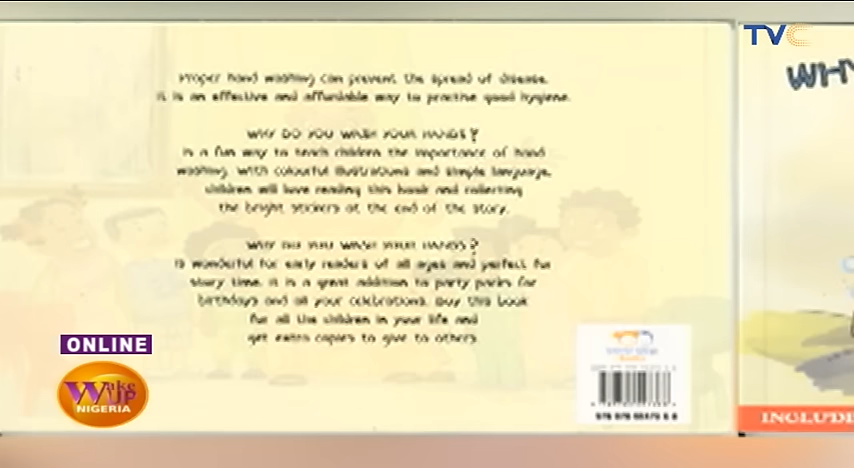 TVC
WHY
Proper hand washing can prevent the spread of disease.
It is an effective and affordable way to practise good hygiene.
WHY DO YOU WASH YOUR HANDS?
is a fun way to teach children the importance of hand
washing. With colourful illustrations and simple language,
children will love reading this book and collecting
the bright stickers at the end of the story.
WHY DO YOU WASH YOUR HANDS?
is wonderful for early readers of all ages and perfect for
story time. It is a great addition to party packs for
birthdays and all your celebrations. Buy this book
for all the children in your life and
get extra copies to give to others
INCLUDE
ONLINE
Wake
UP
NIGERIA